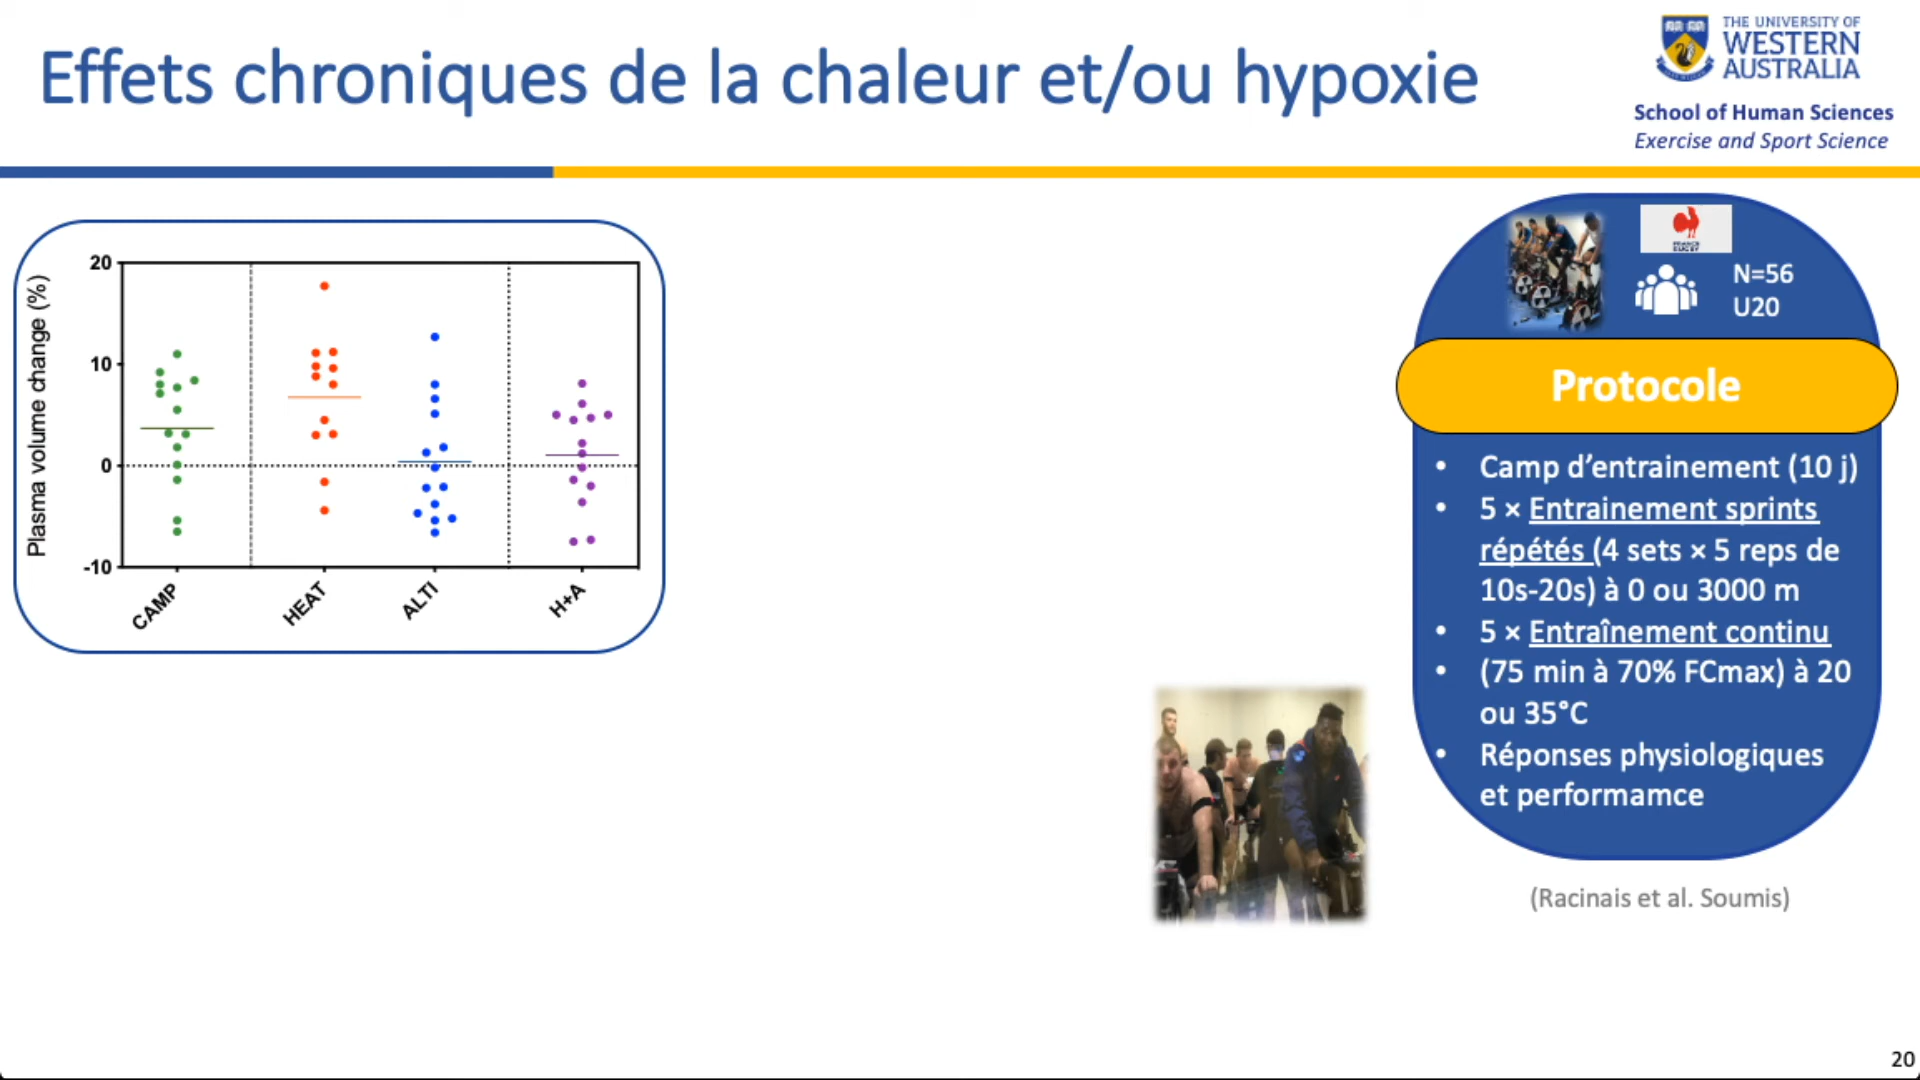 Effets chroniques de la chaleur et/ou hypoxie
THE UNIVERSITY OF
WESTERN
AUSTRALIA
School of Human Sciences
Exercise and Sport Science
Plasma volume change (%)
20
10
0
-10
CAMP
HEAT
ALTI
H+A
FRANCE
RUGBY
N=56
U20
Protocole
• Camp d’entrainement (10 j)
• 5 × Entrainement sprints
répétés (4 sets × 5 reps de
10s-20s) à 0 ou 3000 m
• 5 × Entraînement continu
• (75 min à 70% FCmax) à 20
ou 35°C
• Réponses physiologiques
et performamce
(Racinais et al. Soumis)
20